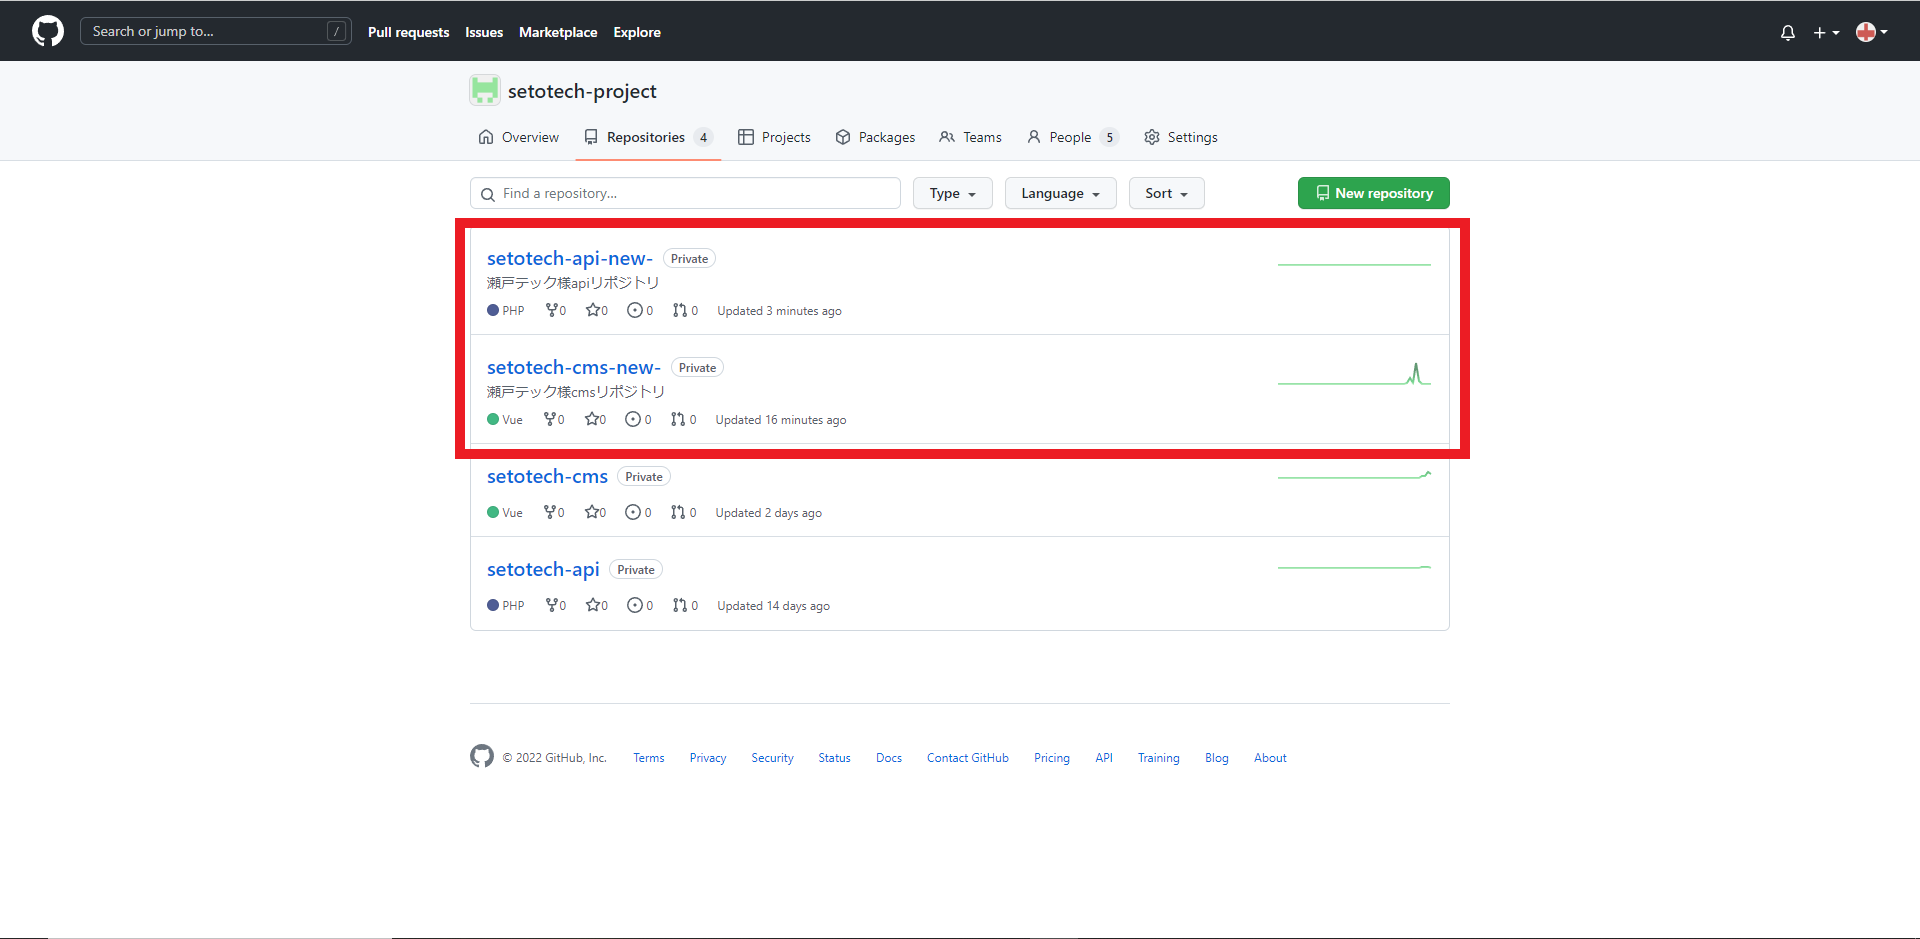 Search or jump to... / Pull requests Issues Marketplace Explore
setotech-project
Overview Repositories 4 Projects Packages Teams People 5 Settings
Find a repository... Type Language Sort New repository
setotech-api-new- Private
瀬戸テック様apiリポジトリ
PHP 0 0 0 0 Updated 3 minutes ago
setotech-cms-new- Private
瀬戸テック様cmsリポジトリ
Vue 0 0 0 0 Updated 16 minutes ago
setotech-cms Private
Vue 0 0 0 0 Updated 2 days ago
setotech-api Private
PHP 0 0 0 0 Updated 14 days ago
© 2022 GitHub, Inc. Terms Privacy Security Status Docs Contact GitHub Pricing API Training Blog About